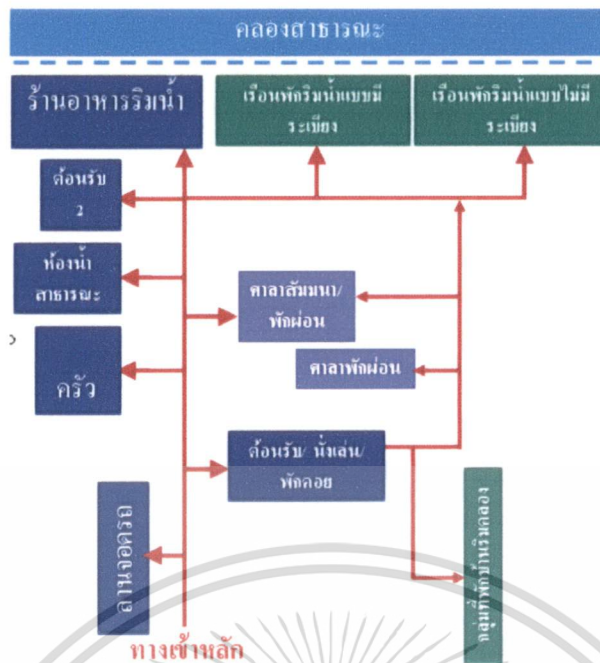 คลองสาธารณะ
ร้านอาหารริมน้ำ
เรือนพักริมน้ำแบบมี
ระเบียง
เรือนพักริมน้ำแบบไม่มี
ระเบียง
ต้อนรับ
2
ห้องน้ำ
สาธารณะ
ศาลาสัมมนา/
พักผ่อน
ครัว
ศาลาพักผ่อน
ต้อนรับ/ นั่งเล่น/
พักคอย
ลานจอดรถ
กลุ่มที่พักบ้านริมคลอง
ทางเข้าหลัก